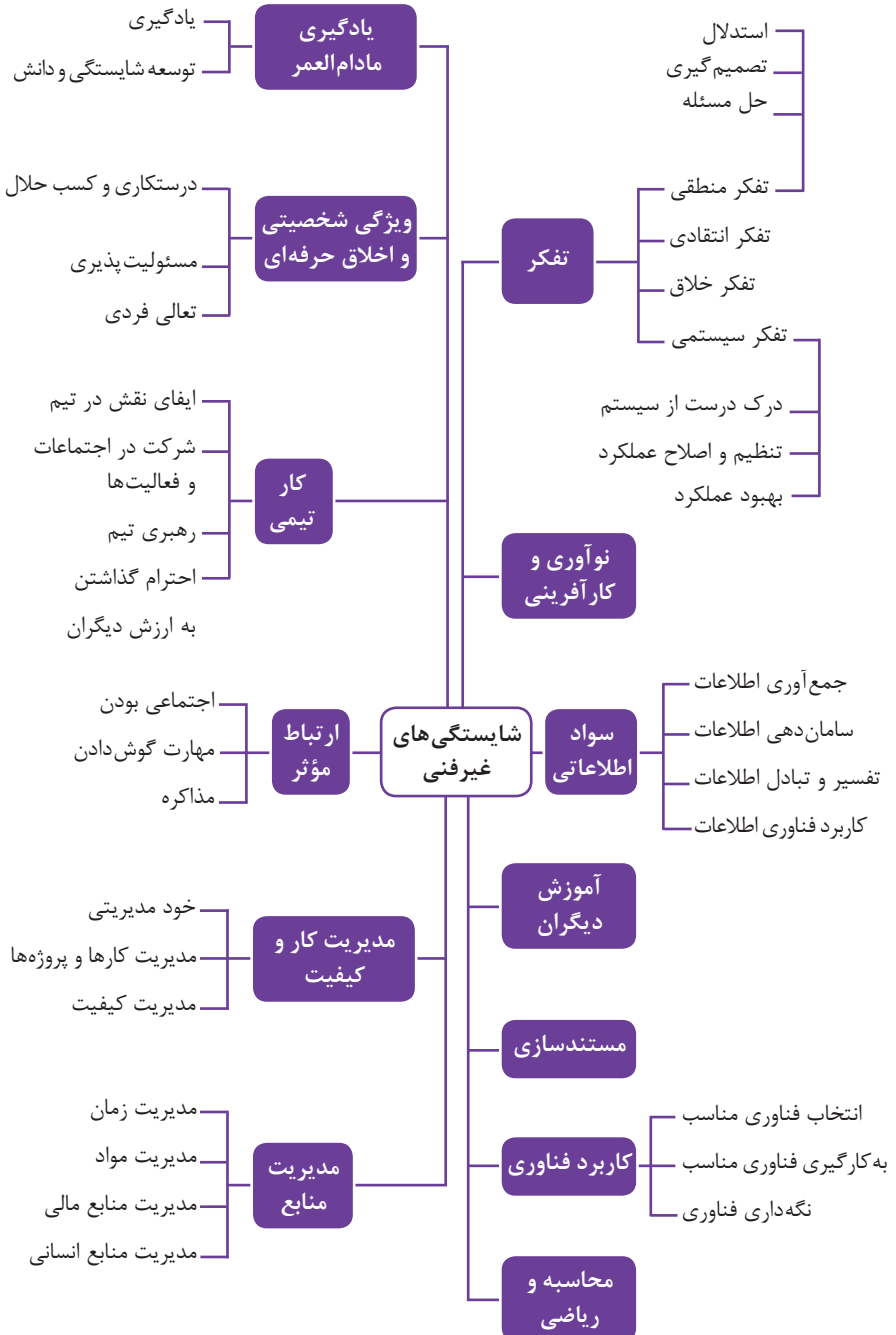 شایستگی‌های
غیرفنی
تفکر
تفکر منطقی
استدلال
تصمیم‌گیری
حل مسئله
تفکر انتقادی
تفکر خلاق
تفکر سیستمی
درک درست از سیستم
تنظیم و اصلاح عملکرد
بهبود عملکرد
نوآوری و
کارآفرینی
سواد
اطلاعاتی
جمع‌آوری اطلاعات
سامان‌دهی اطلاعات
تفسیر و تبادل اطلاعات
کاربرد فناوری اطلاعات
آموزش
دیگران
مستندسازی
کاربرد فناوری
انتخاب فناوری مناسب
به‌کارگیری فناوری مناسب
نگه‌داری فناوری
محاسبه و
ریاضی
یادگیری
مادام‌العمر
یادگیری
توسعه شایستگی و دانش
ویژگی شخصیتی
و اخلاق حرفه‌ای
درستکاری و کسب حلال
مسئولیت‌پذیری
تعالی فردی
کار
تیمی
ایفای نقش در تیم
شرکت در اجتماعات
و فعالیت‌ها
رهبری تیم
احترام گذاشتن
به ارزش دیگران
ارتباط
مؤثر
اجتماعی بودن
مهارت گوش‌دادن
مذاکره
مدیریت کار و
کیفیت
خود مدیریتی
مدیریت کارها و پروژه‌ها
مدیریت کیفیت
مدیریت
منابع
مدیریت زمان
مدیریت مواد
مدیریت منابع مالی
مدیریت منابع انسانی